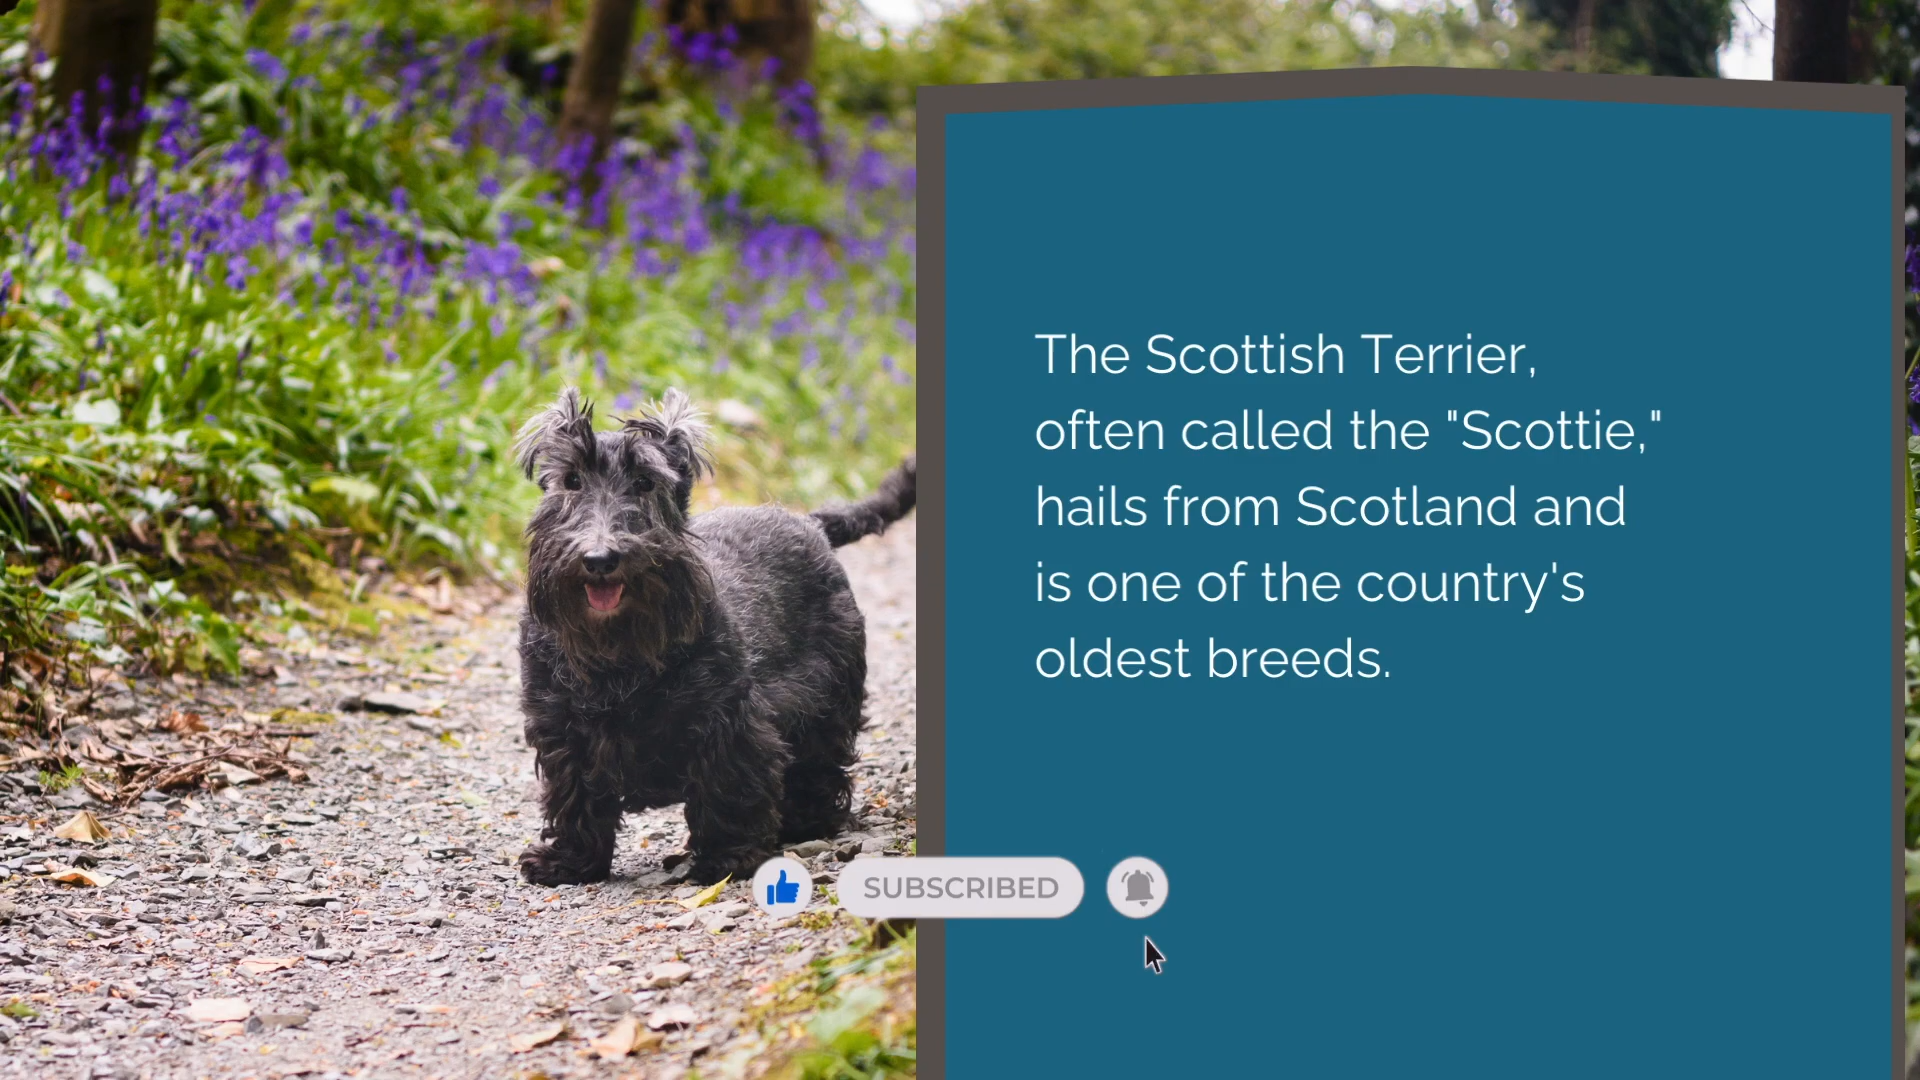 The Scottish Terrier,
often called the "Scottie,"
hails from Scotland and
is one of the country's
oldest breeds.
SUBSCRIBED